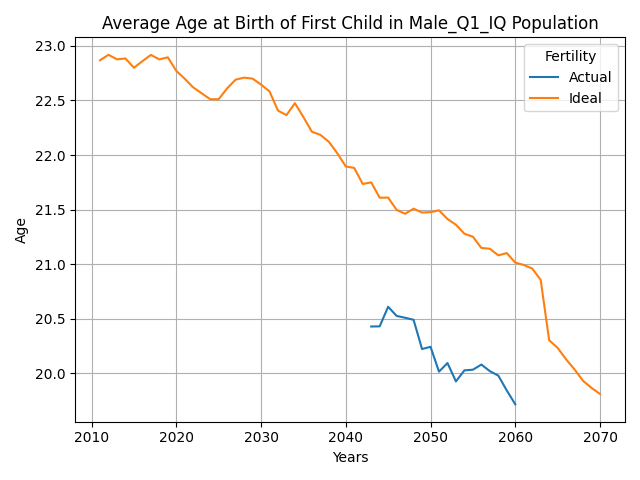 Average Age at Birth of First Child in Male_Q1_IQ Population
Fertility
Actual
Ideal
23.0
22.5
22.0
21.5
21.0
20.5
20.0
Age
2010 2020 2030 2040 2050 2060 2070
Years